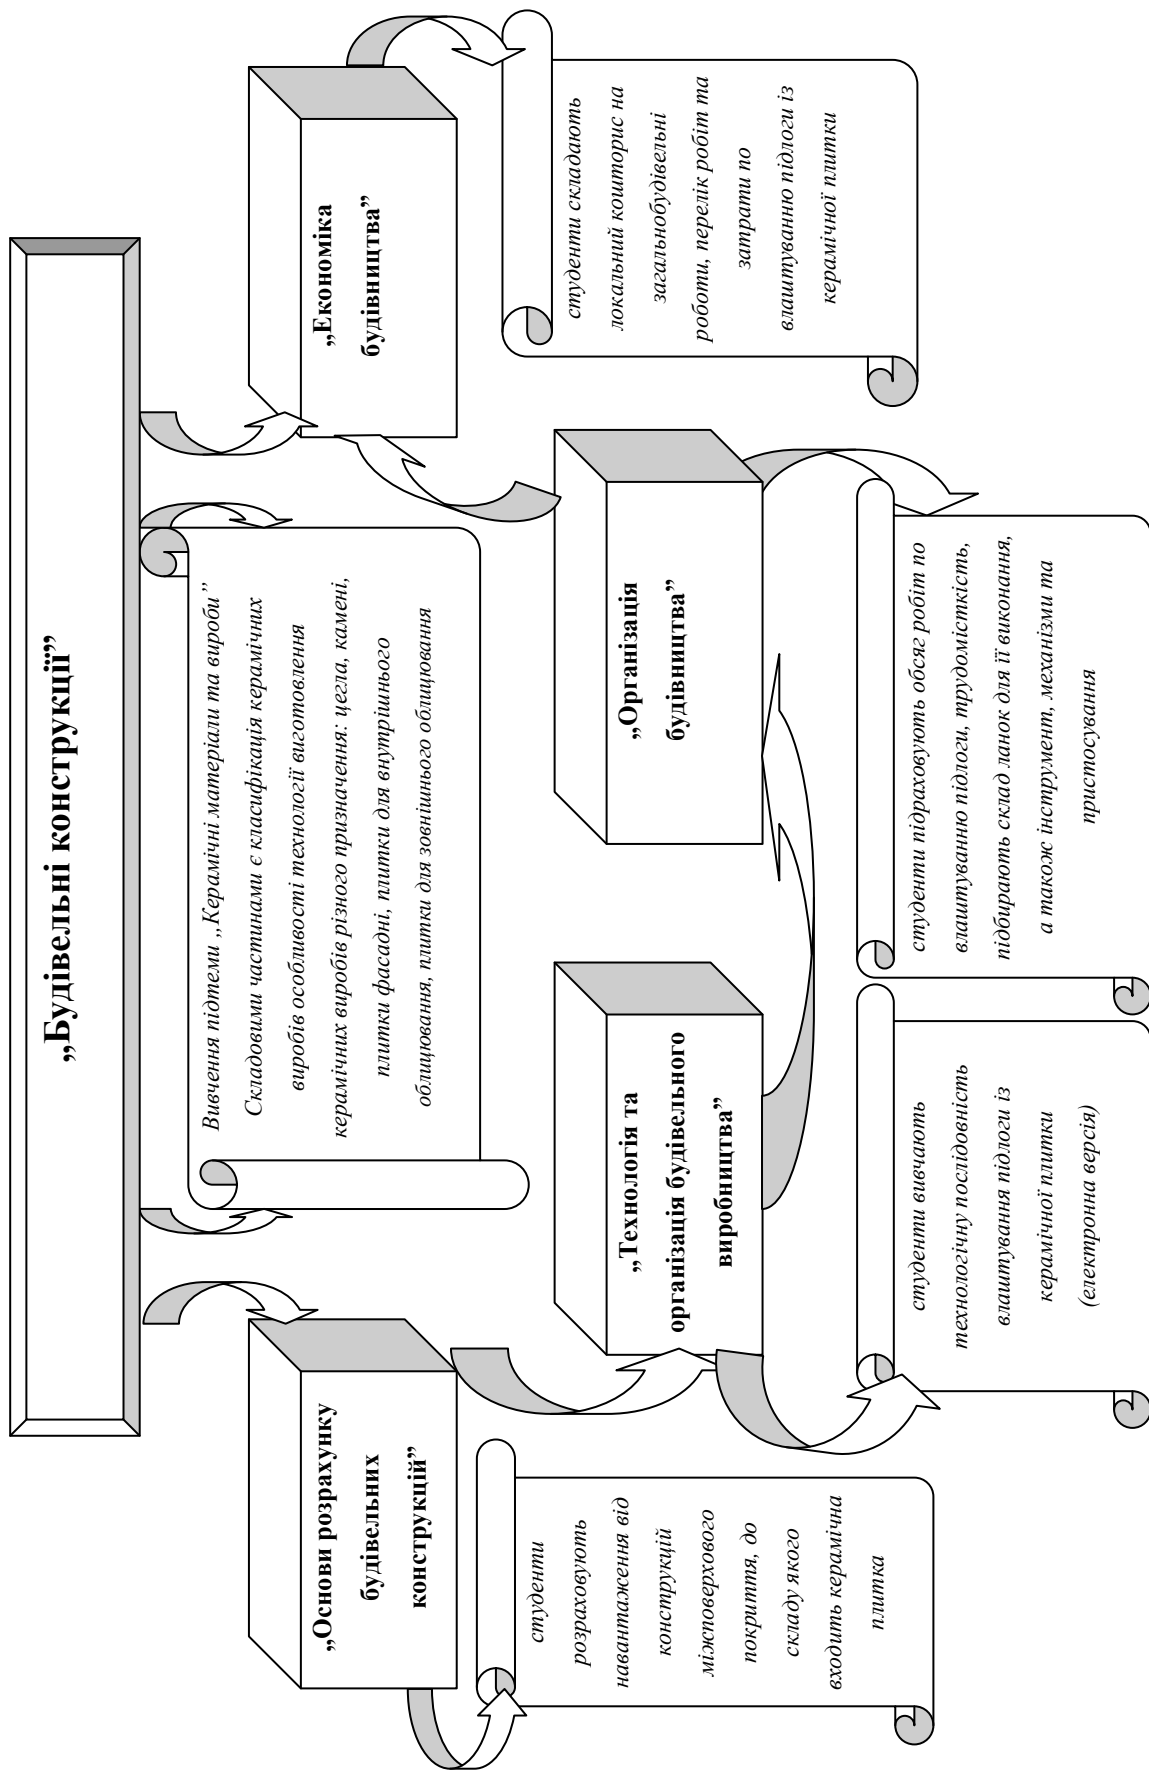 „Будівельні конструкції”
Вивчення підтеми „Керамічні матеріали та вироби”
Складовими частинами є класифікація керамічних
виробів особливості технології виготовлення
керамічних виробів різного призначення: цегла, камені,
плитки фасадні, плитки для внутрішнього
облицювання, плитки для зовнішнього облицювання
„Основи розрахунку
будівельних
конструкцій”
„Економіка
будівництва”
студенти
розраховують
навантаження від
конструкцій
міжповерхового
покриття, до
складу якого
входить керамічна
плитка
„Технологія та
організація будівельного
виробництва”
„Організація
будівництва”
студенти складають
локальний кошторис на
загальнобудівельні
роботи, перелік робіт та
затрати по
влаштуванню підлоги із
керамічної плитки
студенти вивчають
технологічну послідовність
влаштування підлоги із
керамічної плитки
(електронна версія)
студенти підраховують обсяг робіт по
влаштуванню підлоги, трудомісткість,
підбирають склад ланок для її виконання,
а також інструмент, механізми та
пристосування